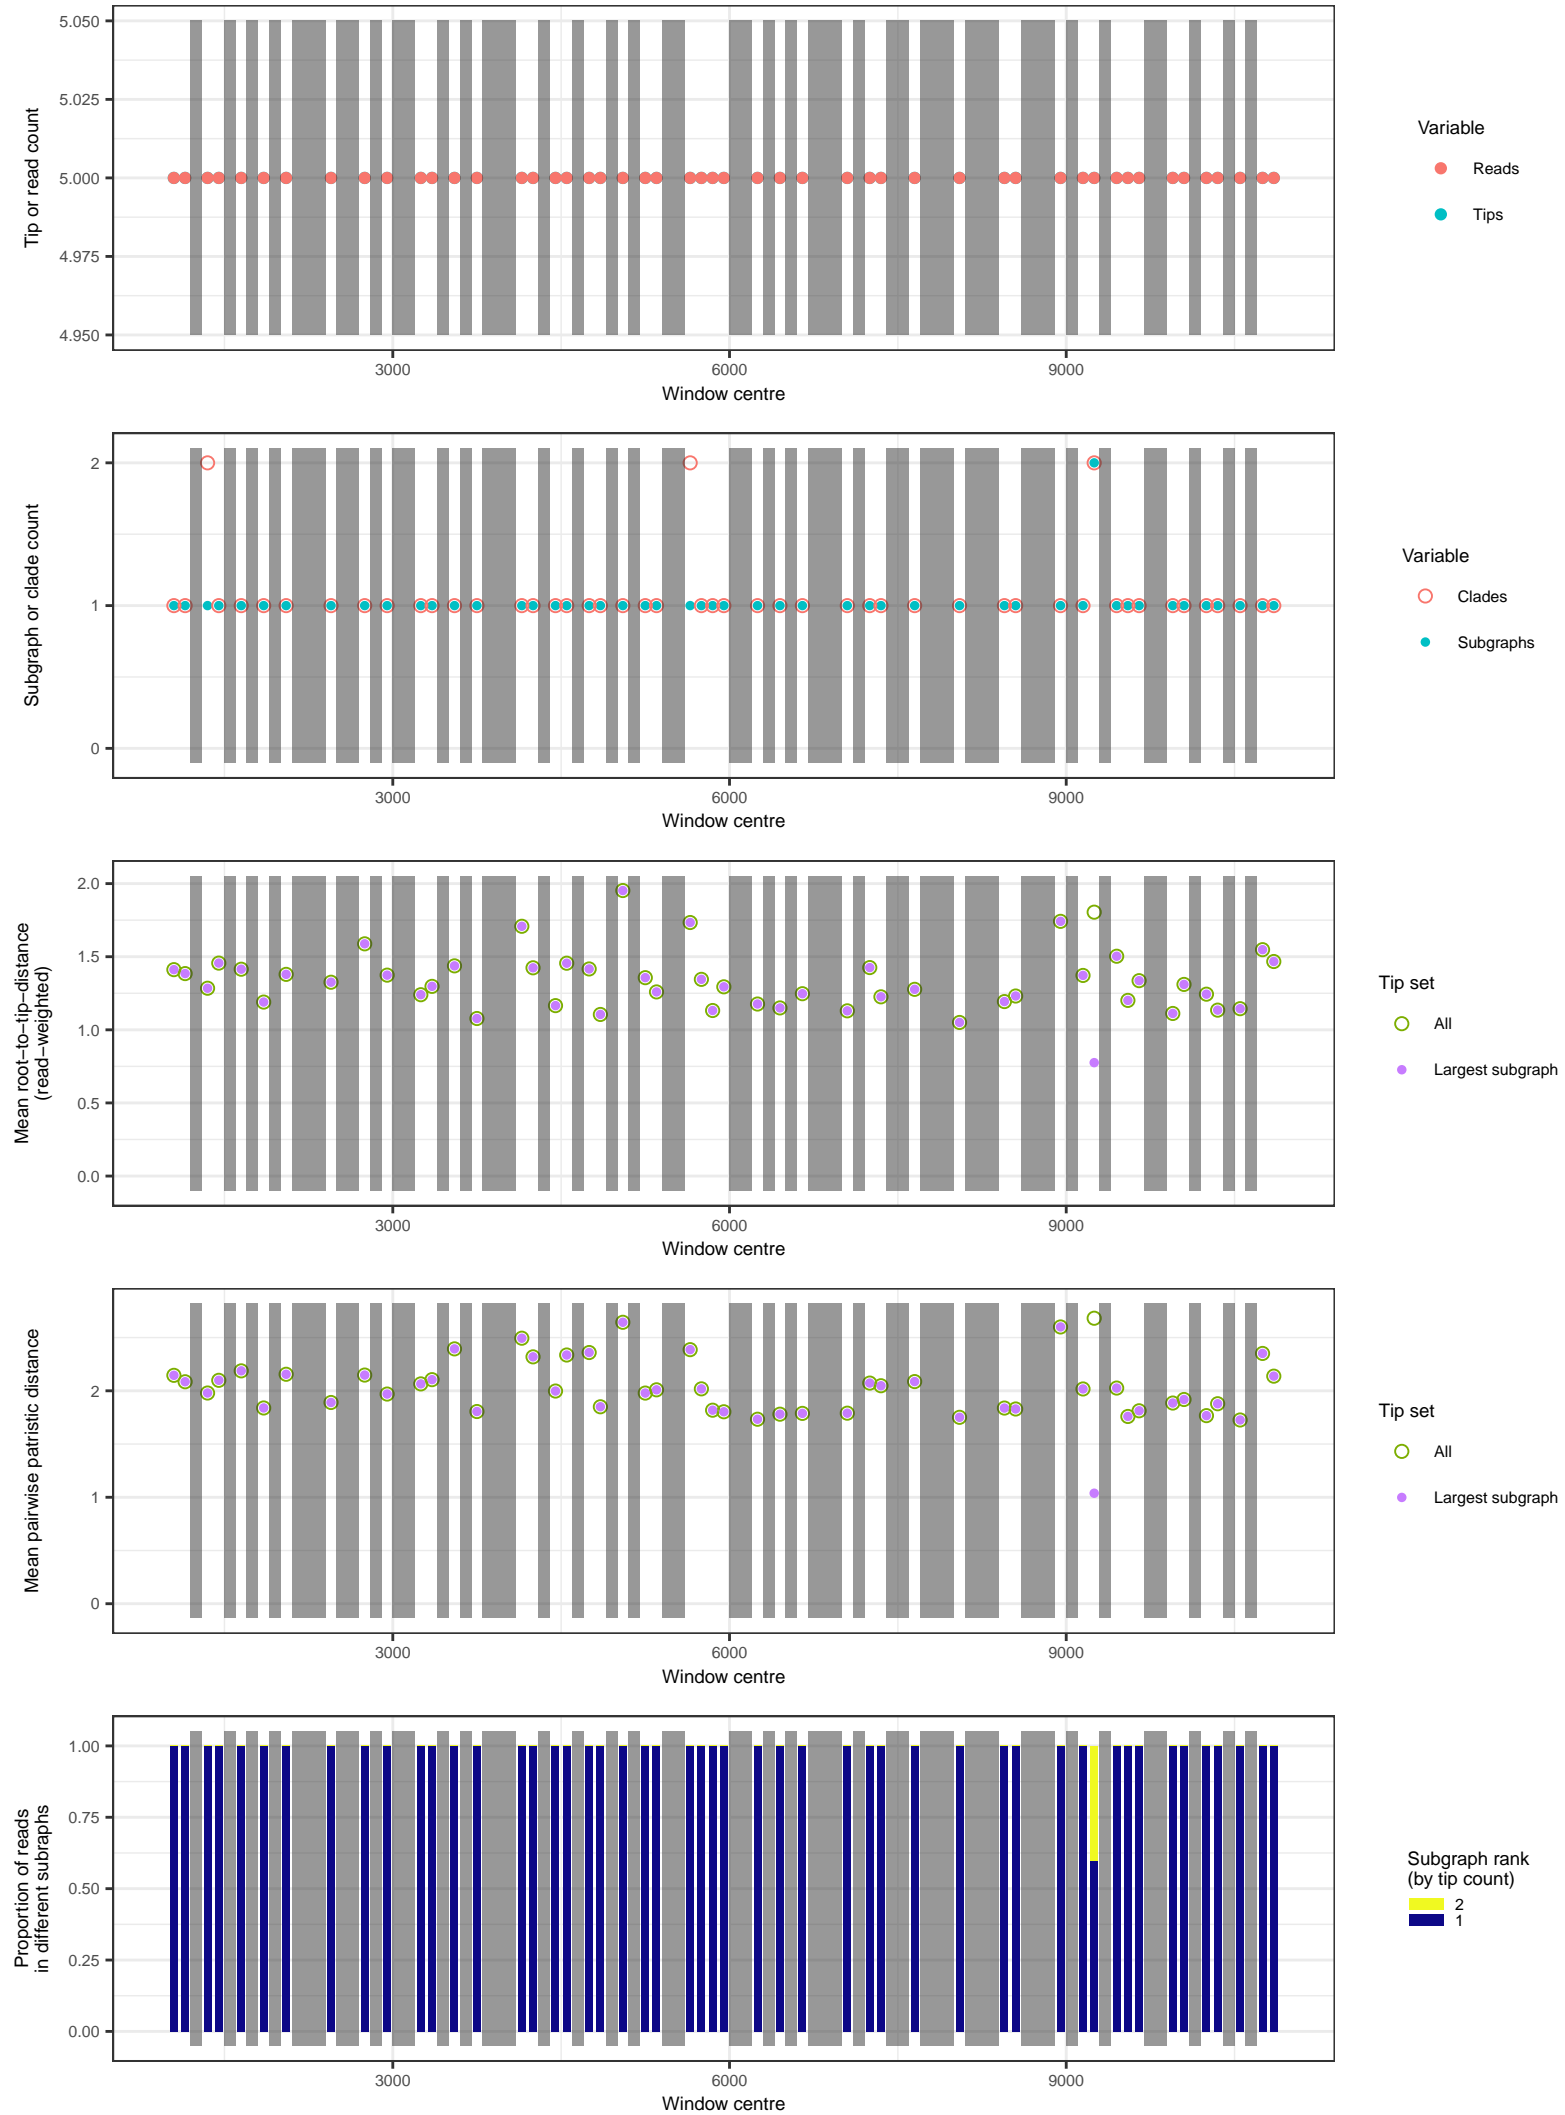 5.050
5.025
5.000
4.975
4.950
Tip or read count
3000
6000
9000
Window centre
Variable
Reads
Tips
2
1
0
Subgraph or clade count
3000
6000
9000
Window centre
Variable
Clades
Subgraphs
2.0
1.5
1.0
0.5
0.0
Mean root−to−tip−distance
(read−weighted)
3000
6000
9000
Window centre
Tip set
All
Largest subgraph
2
1
0
Mean pairwise patristic distance
3000
6000
9000
Window centre
Tip set
All
Largest subgraph
1.00
0.75
0.50
0.25
0.00
Proportion of reads
in different subraphs
3000
6000
9000
Window centre
Subgraph rank
(by tip count)
2
1